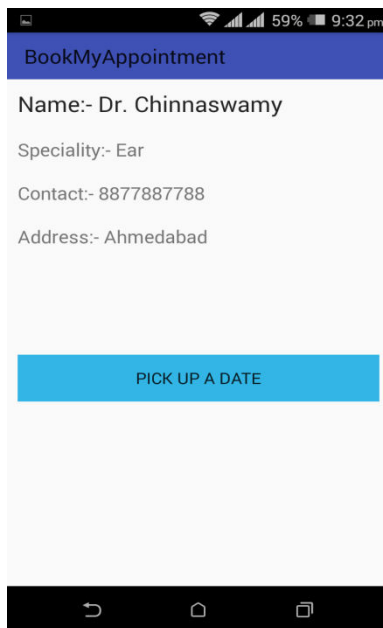 59% 9:32 pm
BookMyAppointment
Name:- Dr. Chinnaswamy
Speciality:- Ear
Contact:- 8877887788
Address:- Ahmedabad
PICK UP A DATE